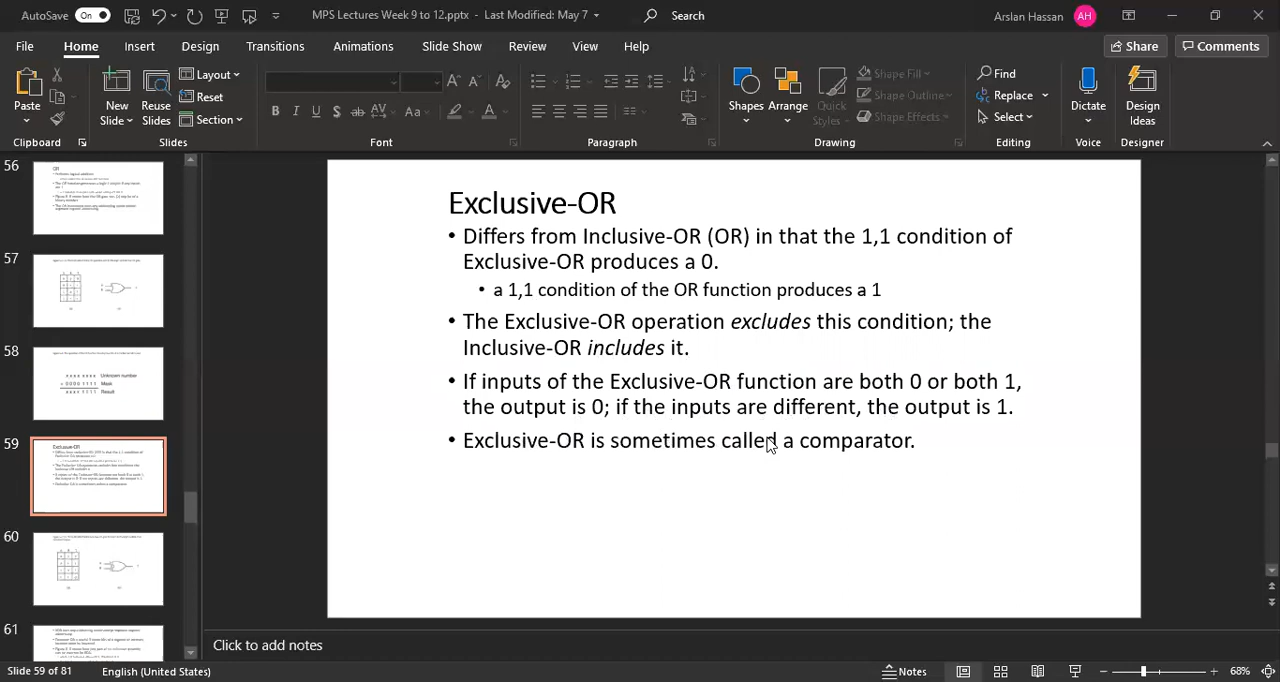 AutoSave On MPS Lectures Week 9 to 12.pptx - Last Modified: May 7 Search Arslan Hassan AH
File Home Insert Design Transitions Animations Slide Show Review View Help Share Comments
Paste New Slide Reuse Slides Layout Reset Section
Shapes Arrange Quick Styles Shape Fill Shape Outline Shape Effects
Find Replace Select Dictate Design Ideas
B I U S ab AV Aa A
Clipboard Slides Font Paragraph Drawing Editing Voice Designer
56
57
58
Unknown number
Mask
Result
59
60
61
Exclusive-OR
• Differs from Inclusive-OR (OR) in that the 1,1 condition of
Exclusive-OR produces a 0.
• a 1,1 condition of the OR function produces a 1
• The Exclusive-OR operation excludes this condition; the
Inclusive-OR includes it.
• If inputs of the Exclusive-OR function are both 0 or both 1,
the output is 0; if the inputs are different, the output is 1.
• Exclusive-OR is sometimes called a comparator.
Click to add notes
Slide 59 of 81 English (United States) Notes 68%